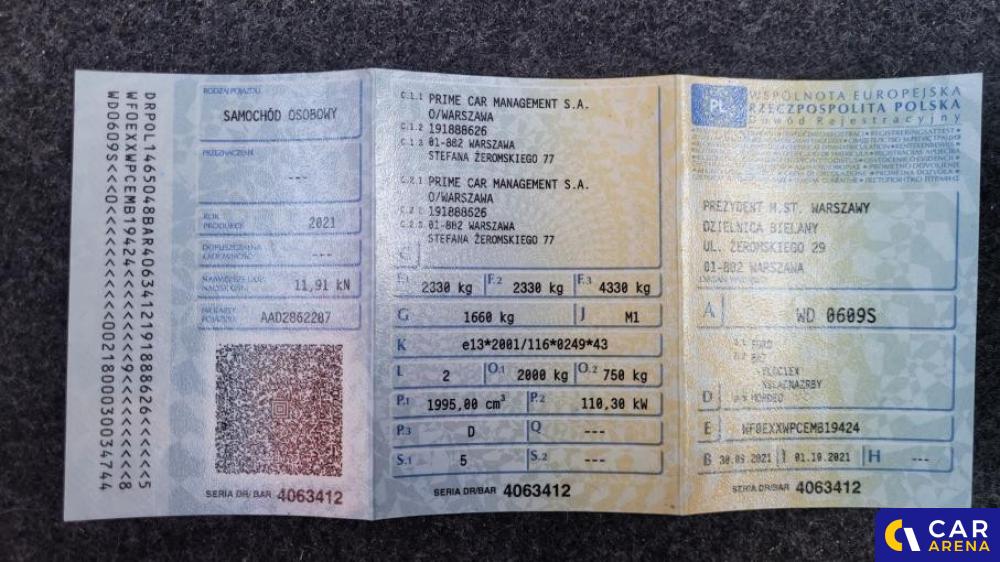 DRPOL1465048BAR4063412191888626<<<<<<5
WF0EXXWPCEMB19424<<<<<<<9<<<<<<<<<<<<8
WD0609S<<<0<<<<<<<<<<<0021800030034744
RODZAJ POJAZDU
SAMOCHÓD OSOBOWY
PRZEZNACZENIE
---
ROK PRODUKCJI
2021
DOPUSZCZALNA ŁADOWNOŚĆ
---
11,91 kN
NR KARTY POJAZDU
AAD2862207
SERIA DR/BAR 4063412
C.1.1 PRIME CAR MANAGEMENT S.A.
O/WARSZAWA
C.1.2 191888626
C.1.3 01-882 WARSZAWA
STEFANA ŻEROMSKIEGO 77
C.2.1 PRIME CAR MANAGEMENT S.A.
O/WARSZAWA
C.2.2 191888626
C.2.3 01-882 WARSZAWA
STEFANA ŻEROMSKIEGO 77
C
F.1 2330 kg F.2 2330 kg F.3 4330 kg
G 1660 kg J M1
K e13*2001/116*0249*43
L 2 O.1 2000 kg O.2 750 kg
P.1 1995,00 cm³ P.2 110,30 kW
P.3 D Q ---
S.1 5 S.2 ---
SERIA DR/BAR 4063412
PL
WSPÓLNOTA EUROPEJSKA
RZECZPOSPOLITA POLSKA
Dowód Rejestracyjny
PREZYDENT M.ST. WARSZAWY
DZIELNICA BIELANY
UL. ŻEROMSKIEGO 29
01-882 WARSZAWA
A WD 0609S
D.1 FORD
D.2 BA7
D.3 MONDEO
D
E WF0EXXWPCEMB19424
B 30.09.2021 I 01.10.2021 H ---
SERIA DR/BAR 4063412
CAR
ARENA